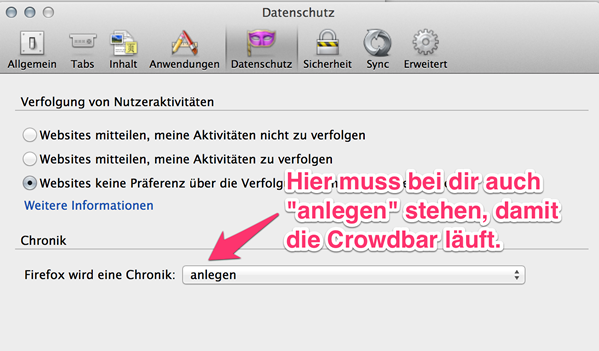 Datenschutz
Allgemein Tabs Inhalt Anwendungen Datenschutz Sicherheit Sync Erweitert
Verfolgung von Nutzeraktivitäten
Websites mitteilen, meine Aktivitäten nicht zu verfolgen
Websites mitteilen, meine Aktivitäten zu verfolgen
Websites keine Präferenz über die Verfolg
Hier muss bei dir auch
"anlegen" stehen, damit
die Crowdbar läuft.
Weitere Informationen
Chronik
Firefox wird eine Chronik: anlegen